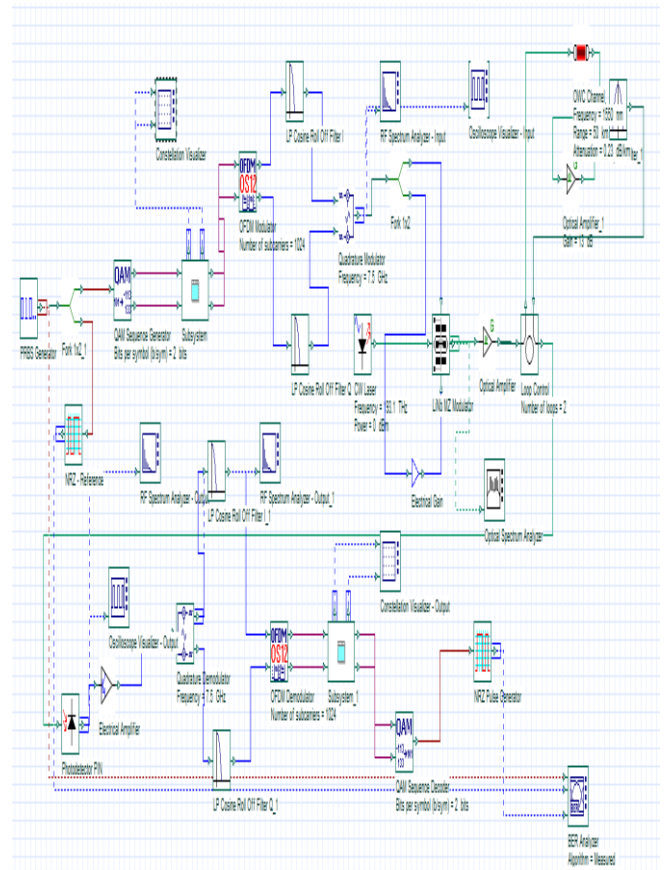 OWC Channel
Frequency = 1550 nm
Range = 50 km
Attenuation = 0.23 dB/km
Constellation Visualizer
LP Cosine Roll Off Filter I
RF Spectrum Analyzer - Input
Oscilloscope Visualizer - Input
OFDM
OS12
OFDM Modulator
Number of subcarriers = 1024
Optical Amplifier_1
Gain = 13 dB
Fork 1x2
Quadrature Modulator
Frequency = 7.5 GHz
QAM
PRBS Generator
Fork 1x2_1
QAM Sequence Generator
Bits per symbol (b/sym) = 2 bits
Subsystem
LP Cosine Roll Off Filter Q
CW Laser
Frequency = 193.1 THz
Power = 0 dBm
LiNb MZ Modulator
Optical Amplifier
Loop Control
Number of loops = 2
NRZ - Reference
RF Spectrum Analyzer - Output
LP Cosine Roll Off Filter I_1
RF Spectrum Analyzer - Output_1
Electrical Gain
Optical Spectrum Analyzer
Oscilloscope Visualizer - Output
Constellation Visualizer - Output
Electrical Amplifier
Quadrature Demodulator
Frequency = 7.5 GHz
OFDM
OS12
OFDM Demodulator
Number of subcarriers = 1024
Subsystem_1
NRZ Pulse Generator
Photodetector PIN
LP Cosine Roll Off Filter Q_1
QAM
QAM Sequence Decoder
Bits per symbol (b/sym) = 2 bits
BER
BER Analyzer
Algorithm = Measured